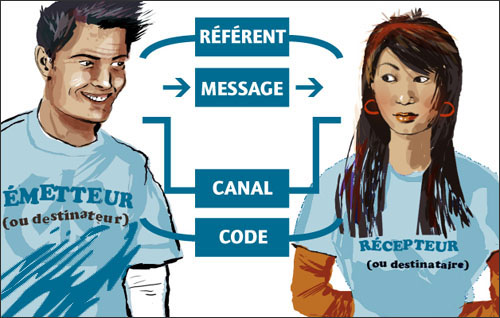 RÉFÉRENT
MESSAGE
CANAL
CODE
ÉMETTEUR
(ou destinateur)
RÉCEPTEUR
(ou destinataire)